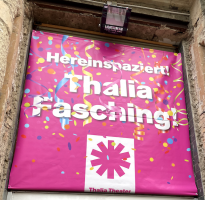 Hereinspaziert!
Thalia
Fasching!
Thalia Theater